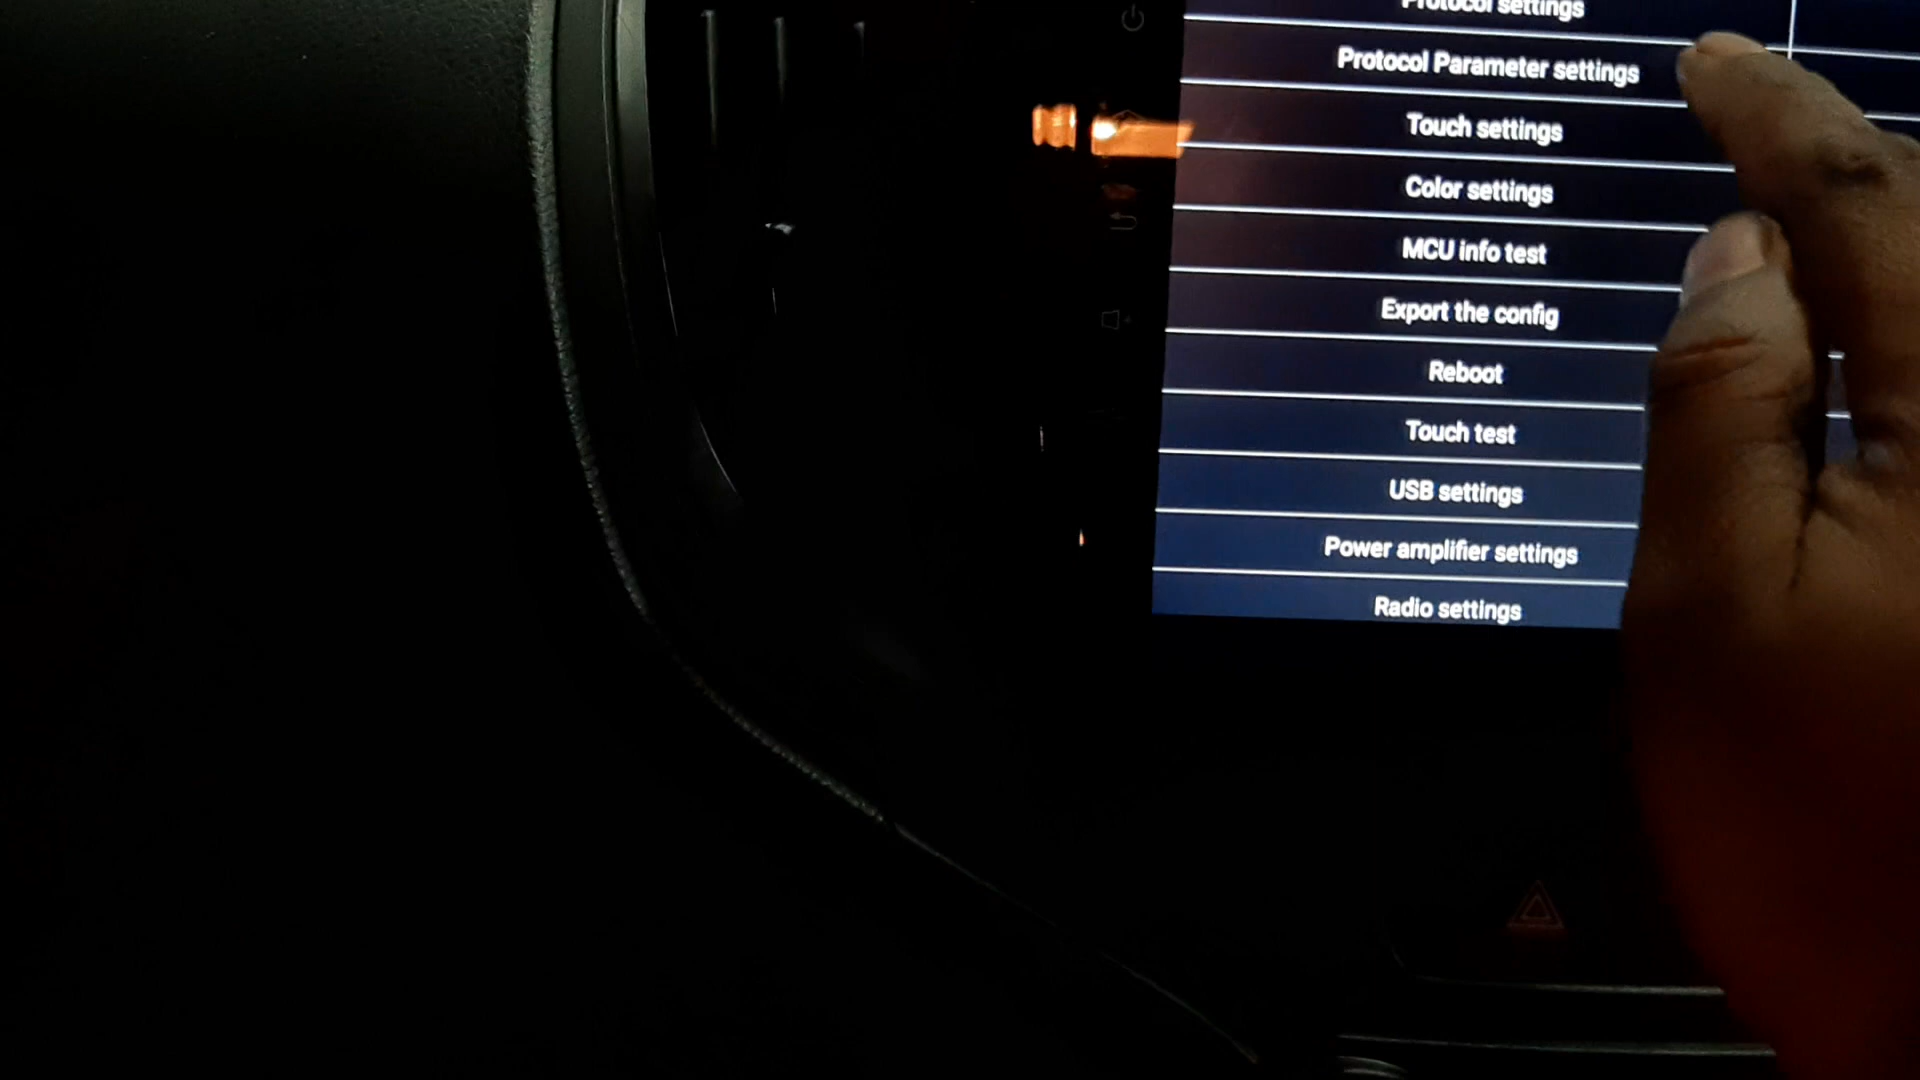 Protocol settings
Protocol Parameter settings
Touch settings
Color settings
MCU info test
Export the config
Reboot
Touch test
USB settings
Power amplifier settings
Radio settings